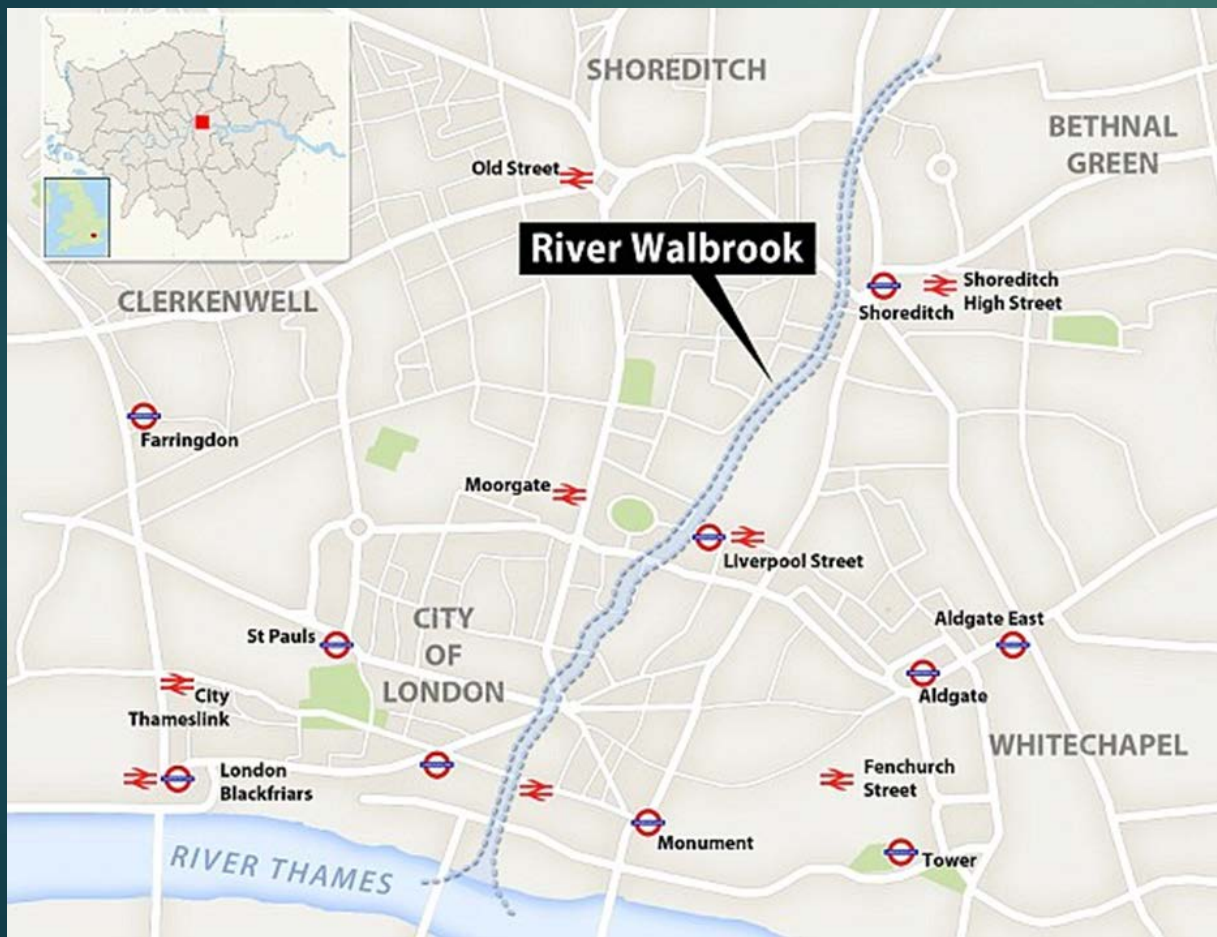 SHOREDITCH
BETHNAL
GREEN
Old Street
River Walbrook
CLERKENWELL
Shoreditch
Shoreditch
High Street
Farringdon
Moorgate
Liverpool Street
CITY
OF
LONDON
St Pauls
Aldgate East
Aldgate
City
Thameslink
WHITECHAPEL
London
Blackfriars
Fenchurch
Street
Monument
Tower
RIVER THAMES